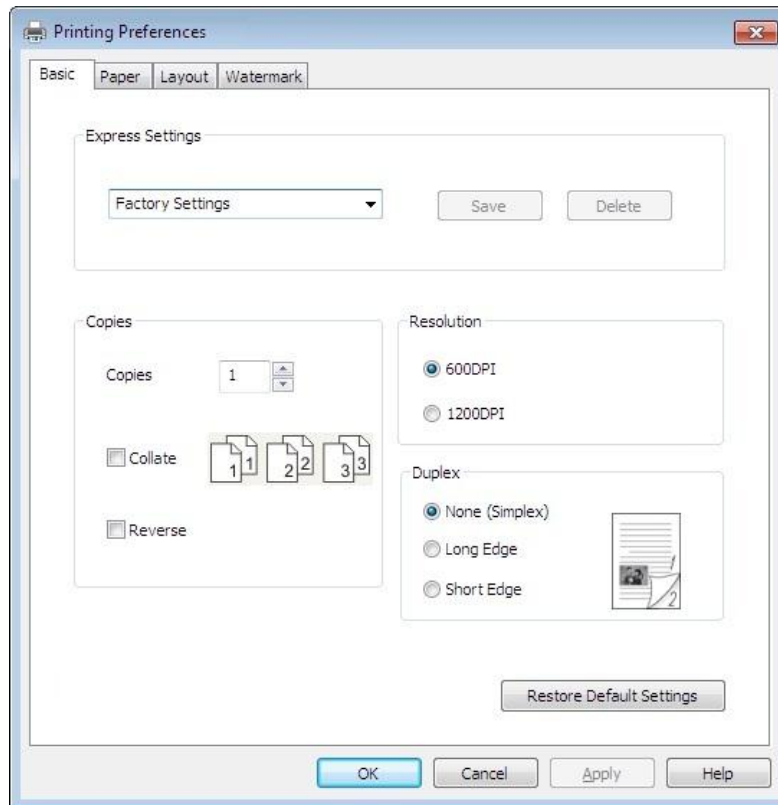 Printing Preferences
Basic Paper Layout Watermark
Express Settings
Factory Settings Save Delete
Copies
Copies 1
Collate 1 1 2 2 3 3
Reverse
Resolution
600DPI
1200DPI
Duplex
None (Simplex)
Long Edge
Short Edge
1
2
Restore Default Settings
OK Cancel Apply Help